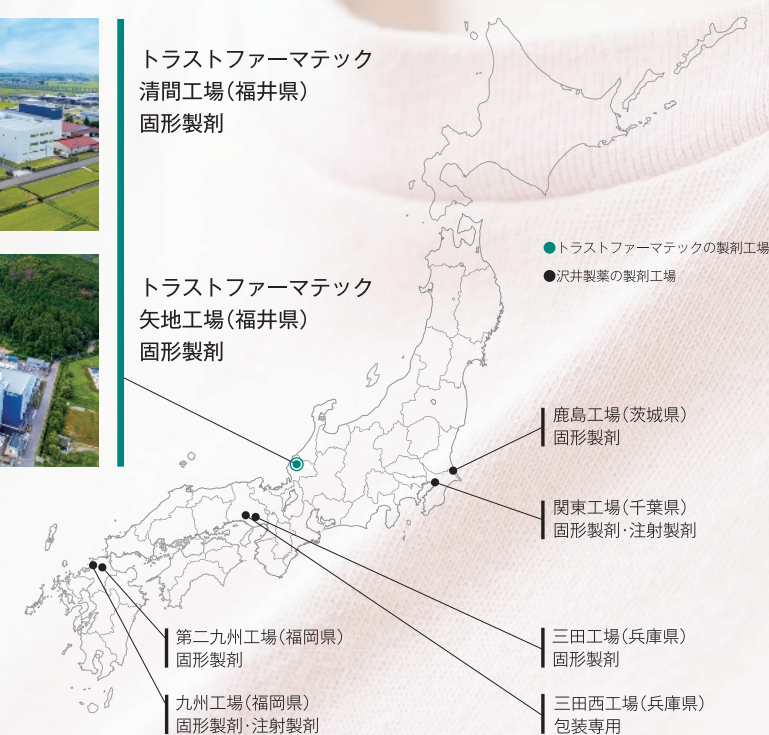 トラストファーマテック
清間工場(福井県)
固形製剤
トラストファーマテック
矢地工場(福井県)
固形製剤
●トラストファーマテックの製剤工場
●沢井製薬の製剤工場
鹿島工場(茨城県)
固形製剤
関東工場(千葉県)
固形製剤·注射製剤
三田工場(兵庫県)
固形製剤
三田西工場(兵庫県)
包装専用
第二九州工場(福岡県)
固形製剤
九州工場(福岡県)
固形製剤·注射製剤